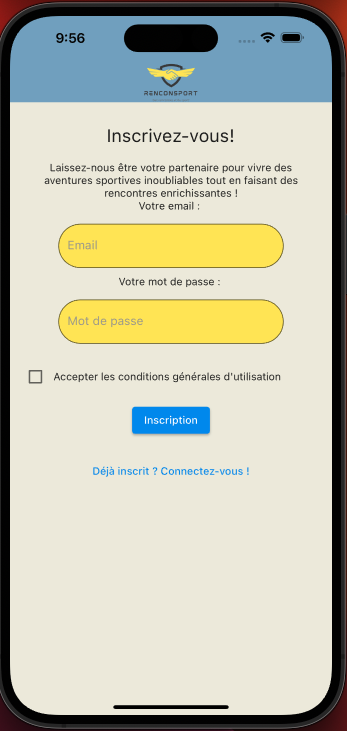 9:56
RENCONSPORT
Inscrivez-vous!
Laissez-nous être votre partenaire pour vivre des
aventures sportives inoubliables tout en faisant des
rencontres enrichissantes !
Votre email :
Email
Votre mot de passe :
Mot de passe
Accepter les conditions générales d'utilisation
Inscription
Déjà inscrit ? Connectez-vous !